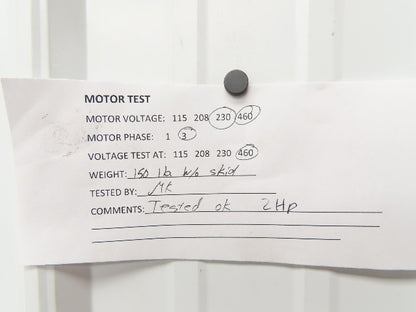 MOTOR TEST
MOTOR VOLTAGE: 115 208 230 460
MOTOR PHASE: 1 3
VOLTAGE TEST AT: 115 208 230 460
WEIGHT: 150 lb w/o skid
TESTED BY: MK
COMMENTS: Tested ok 2Hp